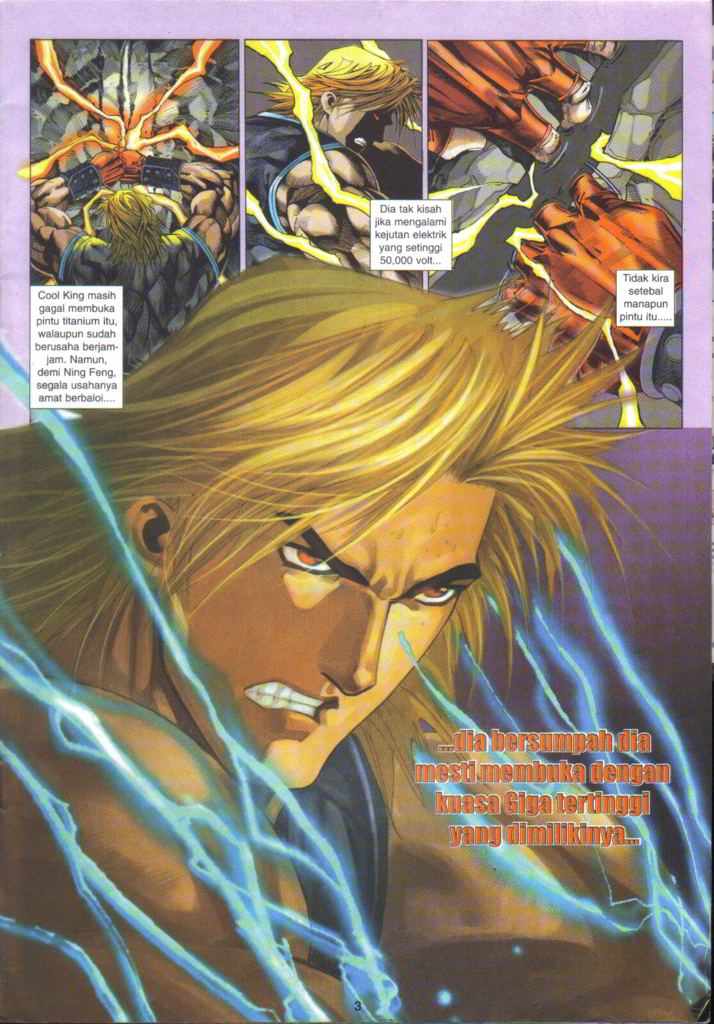 Cool King masih
gagal membuka
pintu titanium itu,
walaupun sudah
berusaha berjam-
jam. Namun,
demi Ning Feng,
segala usahanya
amat berbaloi....
Dia tak kisah
jika mengalami
kejutan elektrik
yang setinggi
50,000 volt...
Tidak kira
setebal
manapun
pintu itu.....
...dia bersumpah dia
mesti membuka dengan
kuasa Giga tertinggi
yang dimilikinya...
3